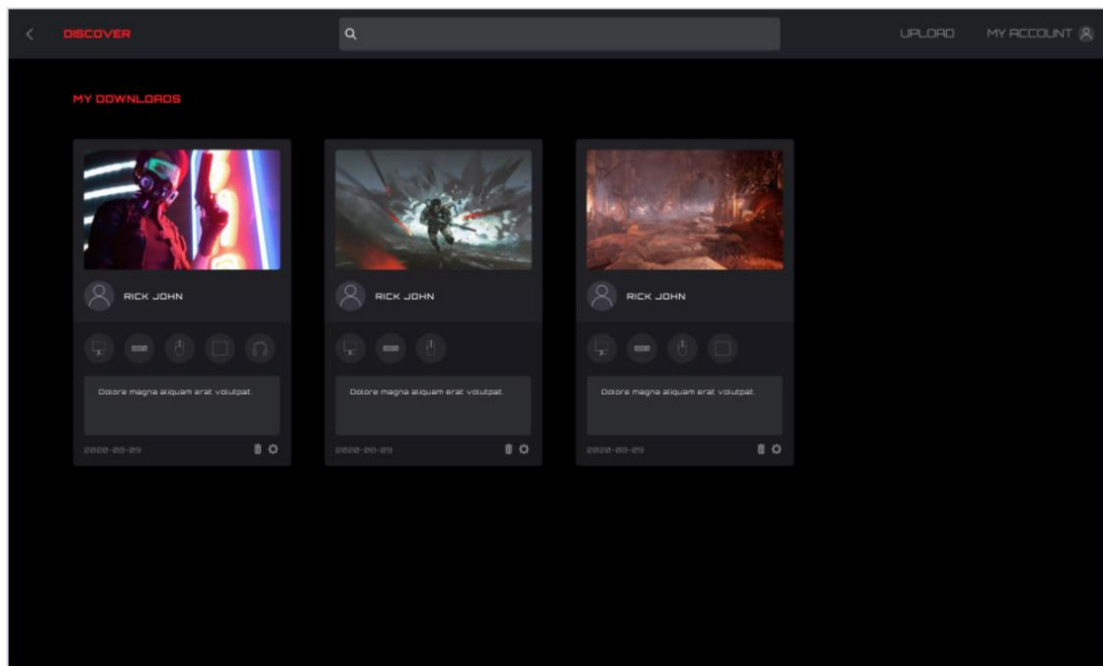 DISCOVER
UPLOAD
MY ACCOUNT
MY DOWNLOADS
RICK JOHN
RICK JOHN
RICK JOHN
Dolore magna aliquam erat volutpat.
Dolore magna aliquam erat volutpat.
Dolore magna aliquam erat volutpat.